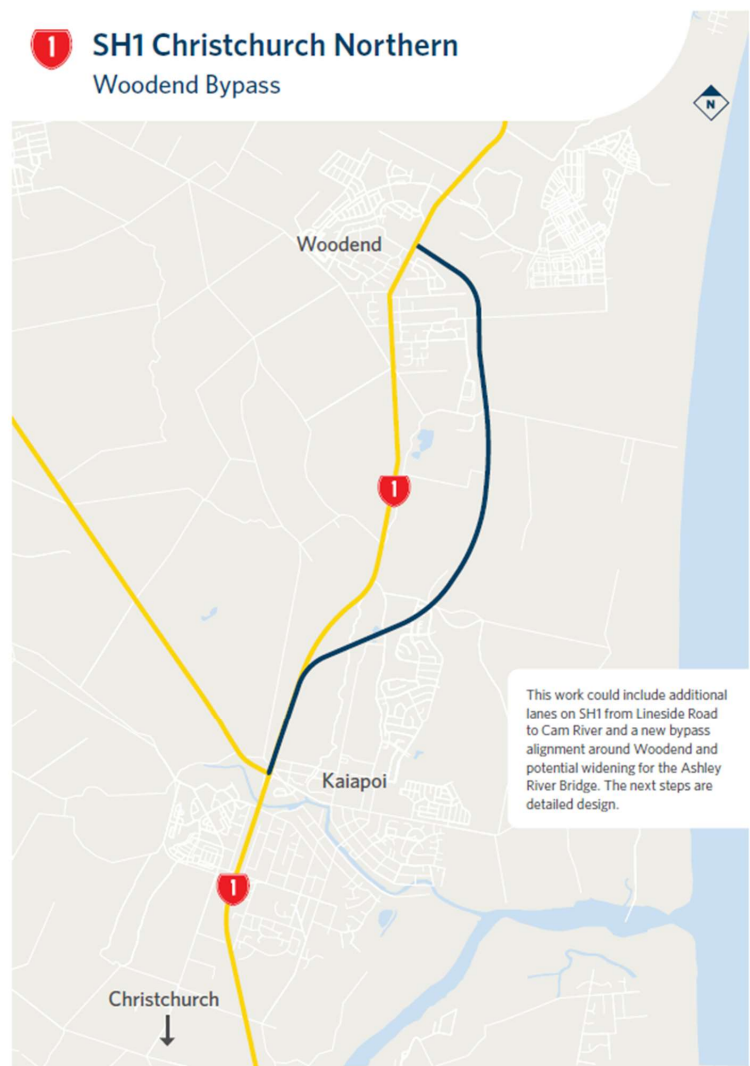 1
SH1 Christchurch Northern
Woodend Bypass
N
Woodend
1
This work could include additional
lanes on SH1 from Lineside Road
to Cam River and a new bypass
alignment around Woodend and
potential widening for the Ashley
River Bridge. The next steps are
detailed design.
Kaiapoi
1
Christchurch